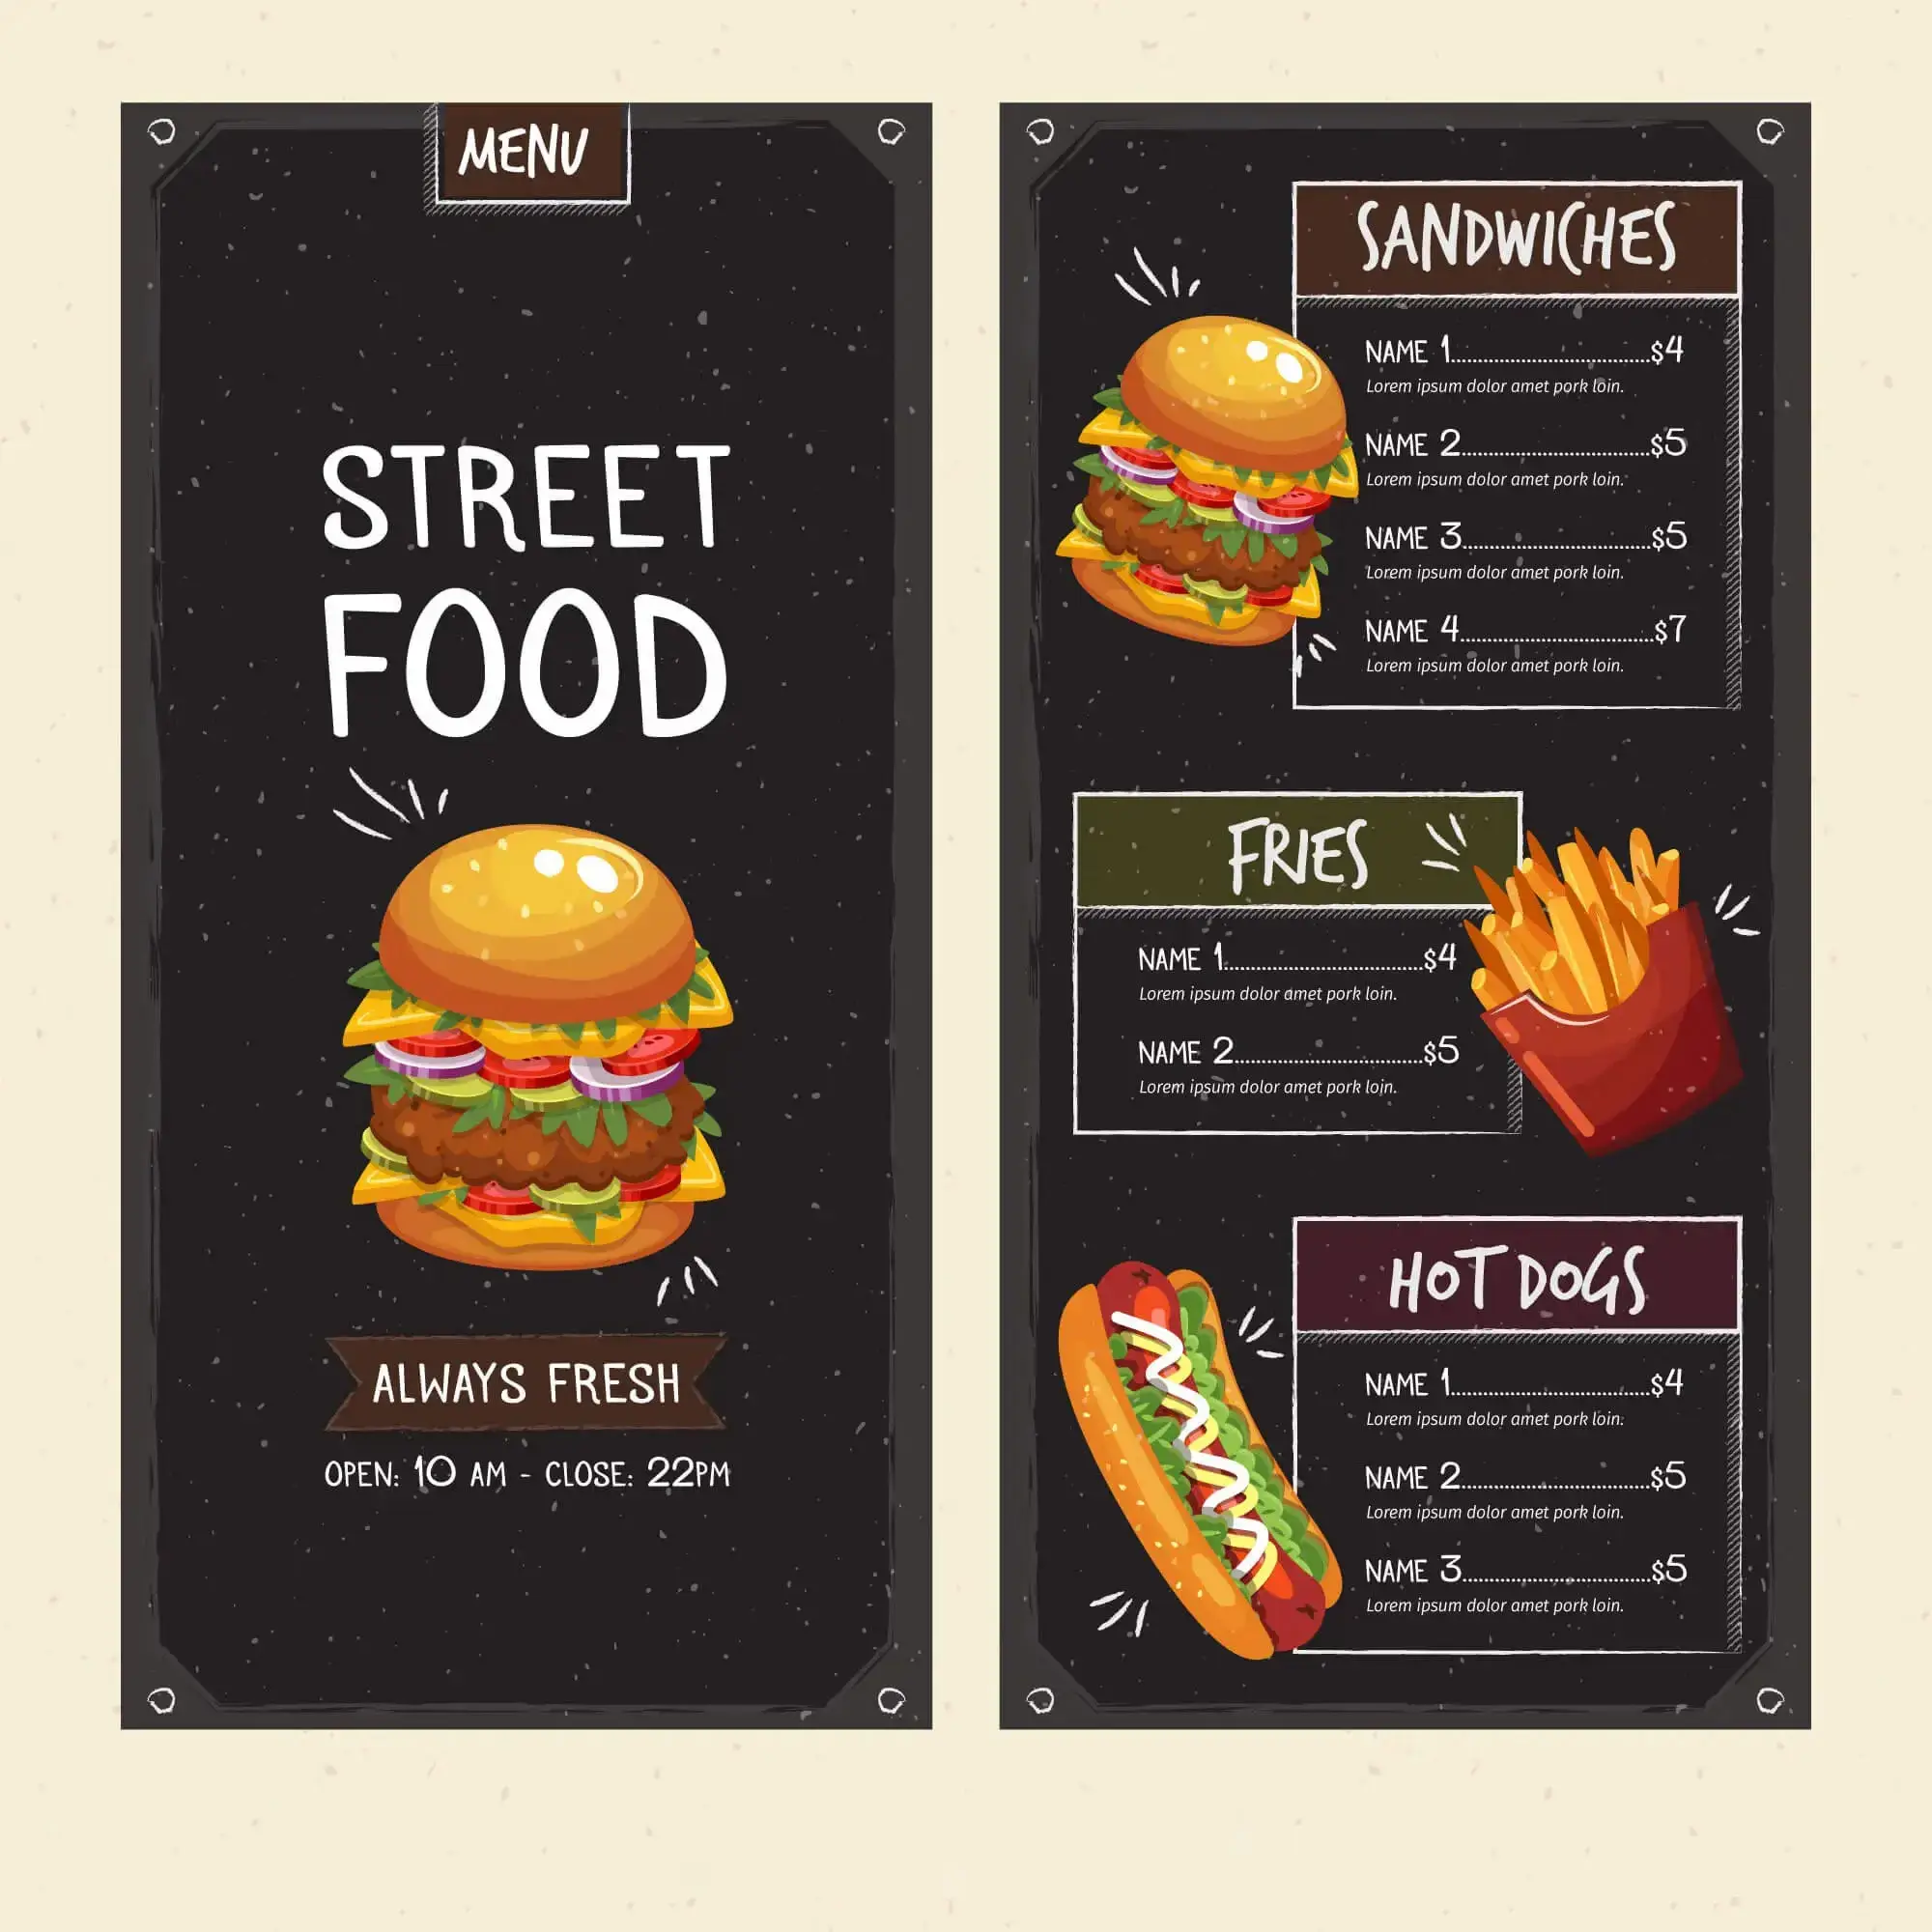 MENU
STREET
FOOD
ALWAYS FRESH
OPEN: 10 AM - CLOSE: 22PM
SANDWICHES
NAME 1..............................$4
Lorem ipsum dolor amet pork loin.
NAME 2..............................$5
Lorem ipsum dolor amet pork loin.
NAME 3..............................$5
Lorem ipsum dolor amet pork loin.
NAME 4..............................$7
Lorem ipsum dolor amet pork loin.
FRIES
NAME 1..............................$4
Lorem ipsum dolor amet pork loin.
NAME 2..............................$5
Lorem ipsum dolor amet pork loin.
HOT DOGS
NAME 1..............................$4
Lorem ipsum dolor amet pork loin.
NAME 2..............................$5
Lorem ipsum dolor amet pork loin.
NAME 3..............................$5
Lorem ipsum dolor amet pork loin.